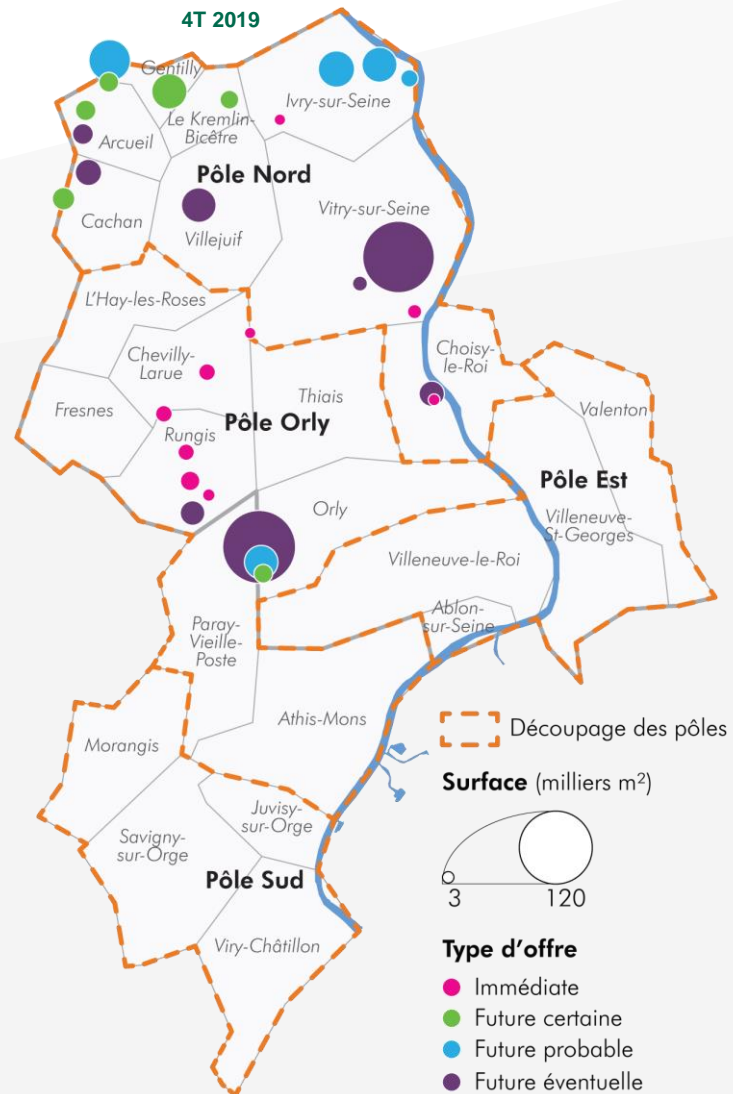 4T 2019
Gentilly
Ivry-sur-Seine
Le Kremlin-
Bicêtre
Arcueil
Pôle Nord
Cachan
Villejuif
Vitry-sur-Seine
L'Hay-les-Roses
Chevilly-
Larue
Choisy-
le-Roi
Fresnes
Thiais
Valenton
Pôle Orly
Rungis
Pôle Est
Orly
Villeneuve-
St-Georges
Villeneuve-le-Roi
Ablon-
sur-Seine
Paray-
Vieille-
Poste
Athis-Mons
Morangis
Juvisy-
sur-Orge
Savigny-
sur-Orge
Pôle Sud
Viry-Châtillon
Découpage des pôles
Surface (milliers m²)
3 120
Type d'offre
Immédiate
Future certaine
Future probable
Future éventuelle